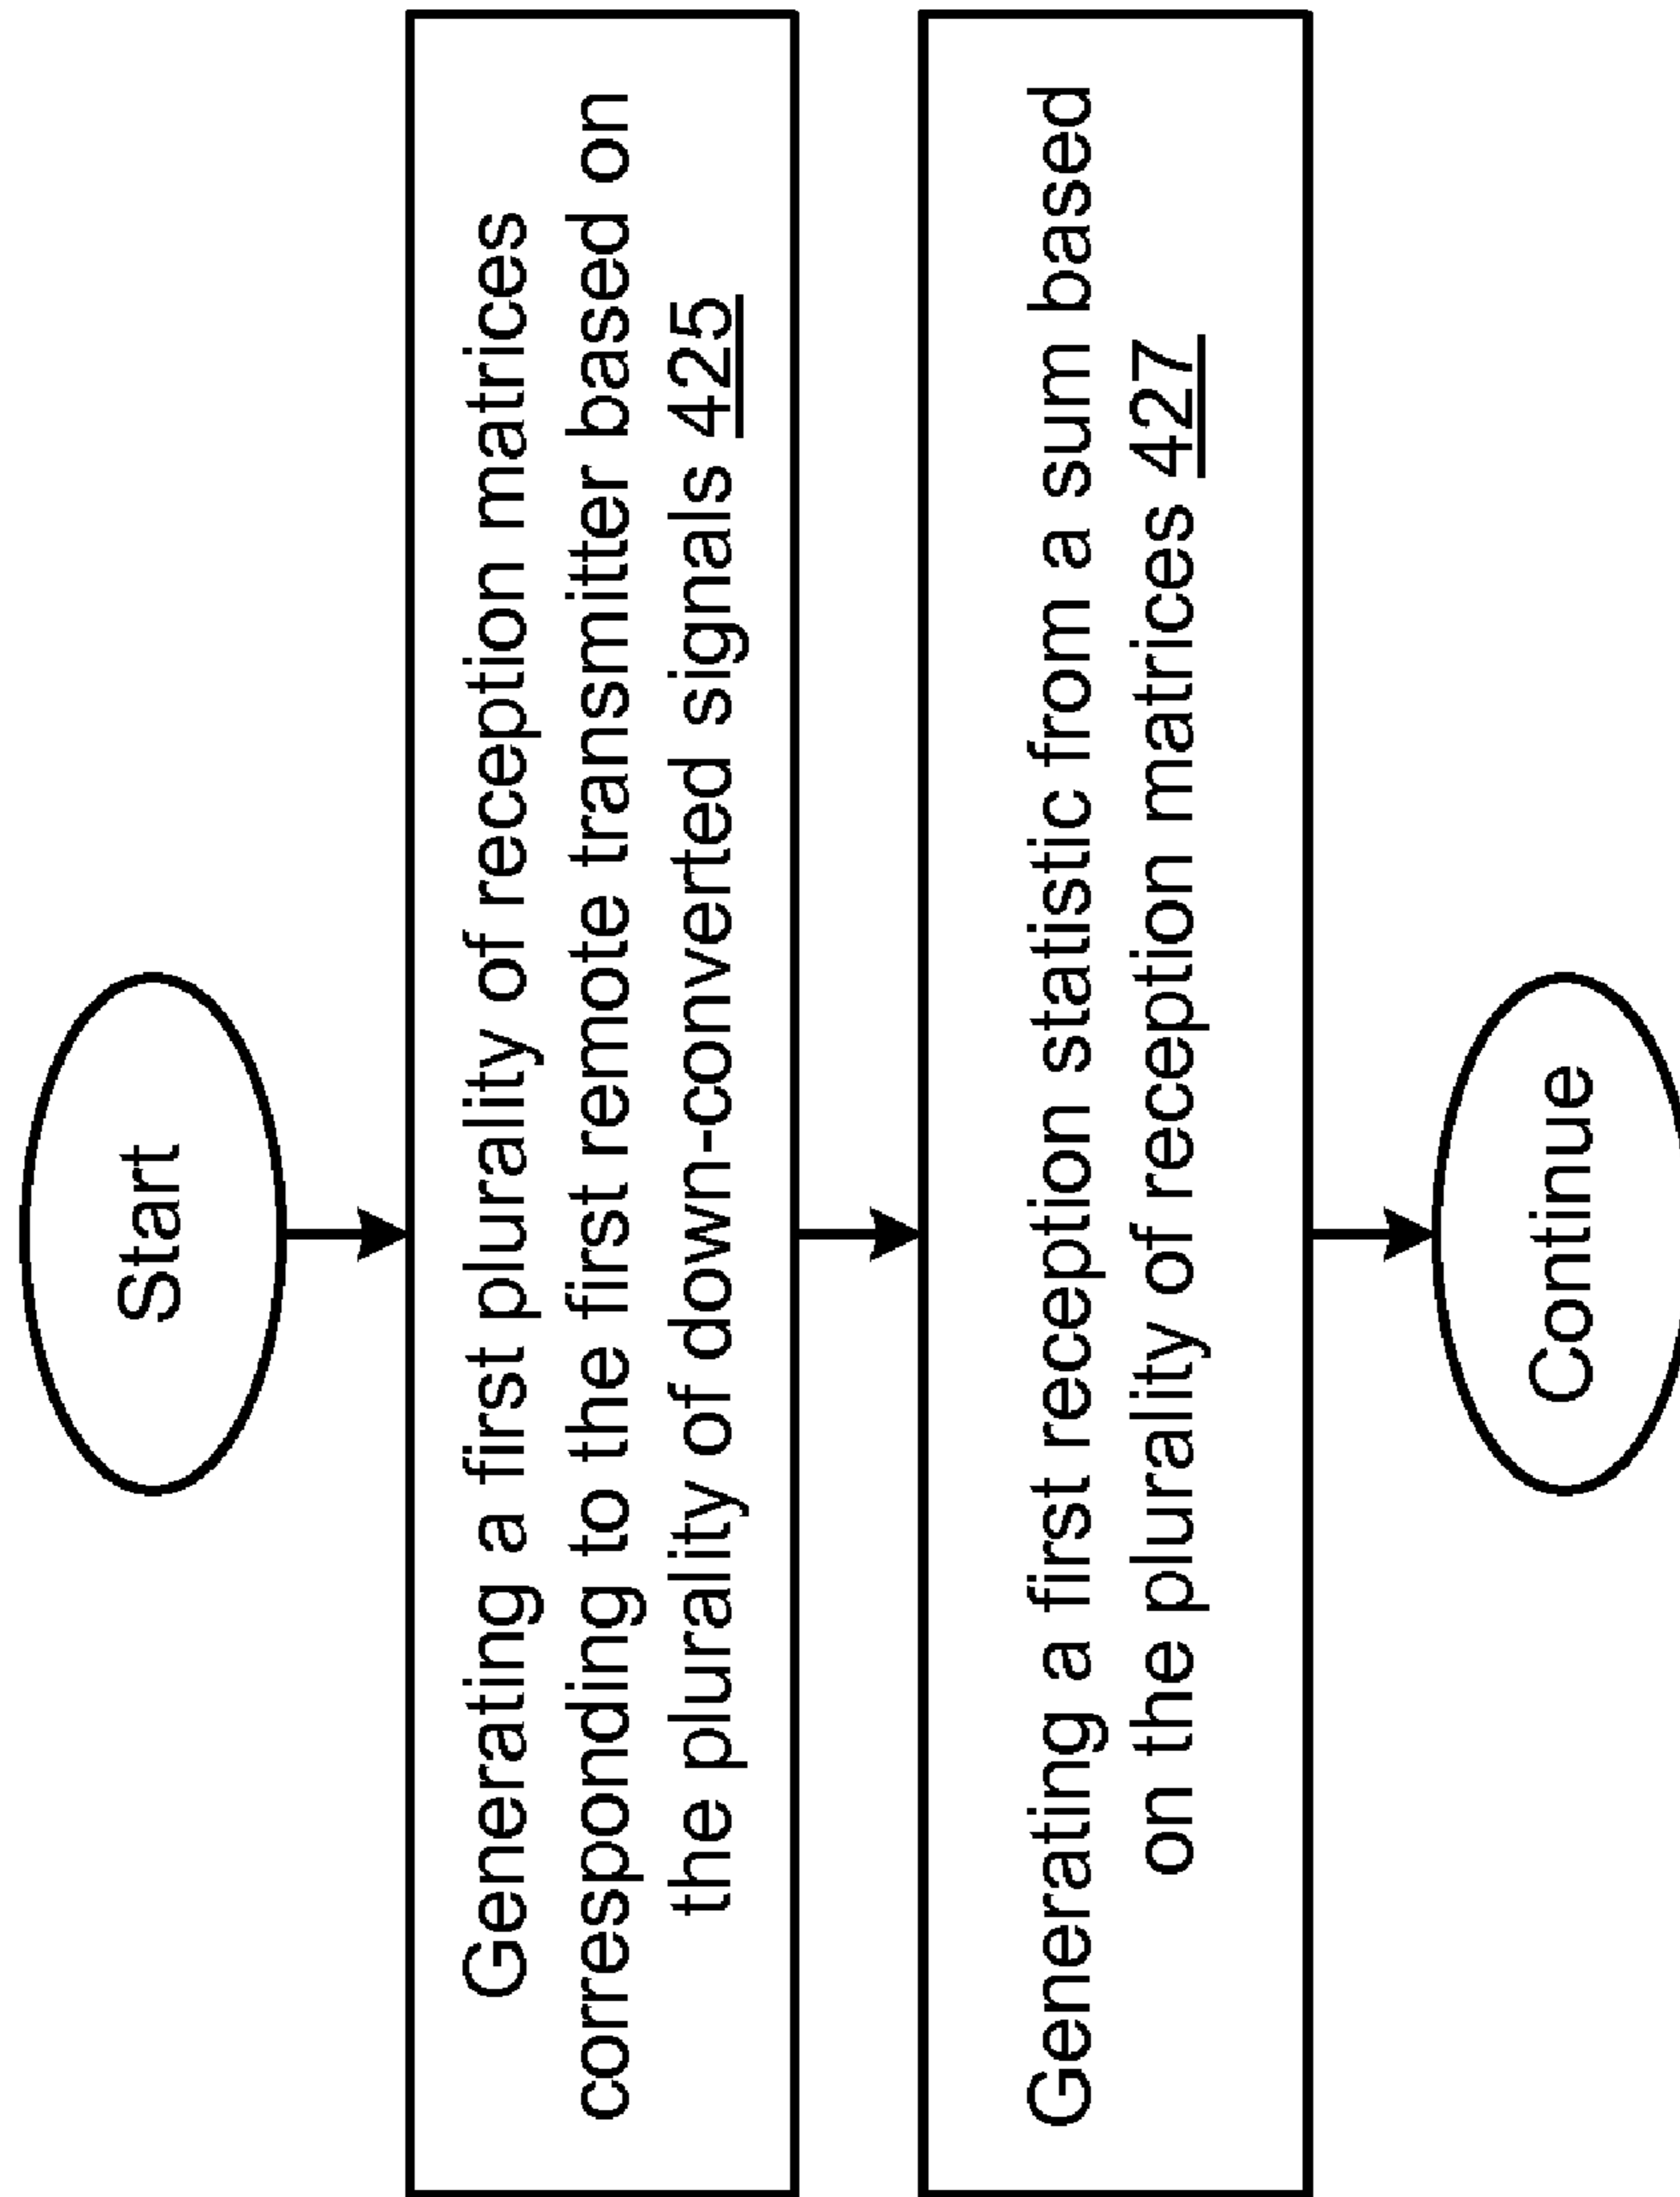 Start
Generating a first plurality of reception matrices
corresponding to the first remote transmitter based on
the plurality of down-converted signals 425
Generating a first reception statistic from a sum based
on the plurality of reception matrices 427
Continue